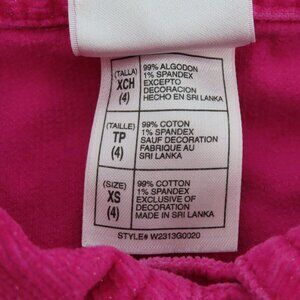 (TALLA)
XCH
(4)
99% ALGODON
1% SPANDEX
EXCEPTO
DECORACION
HECHO EN SRI LANKA
(TAILLE)
TP
(4)
99% COTON
1% SPANDEX
SAUF DECORATION
FABRIQUE AU
SRI LANKA
(SIZE)
XS
(4)
99% COTTON
1% SPANDEX
EXCLUSIVE OF
DECORATION
MADE IN SRI LANKA
STYLE# W2313G0020